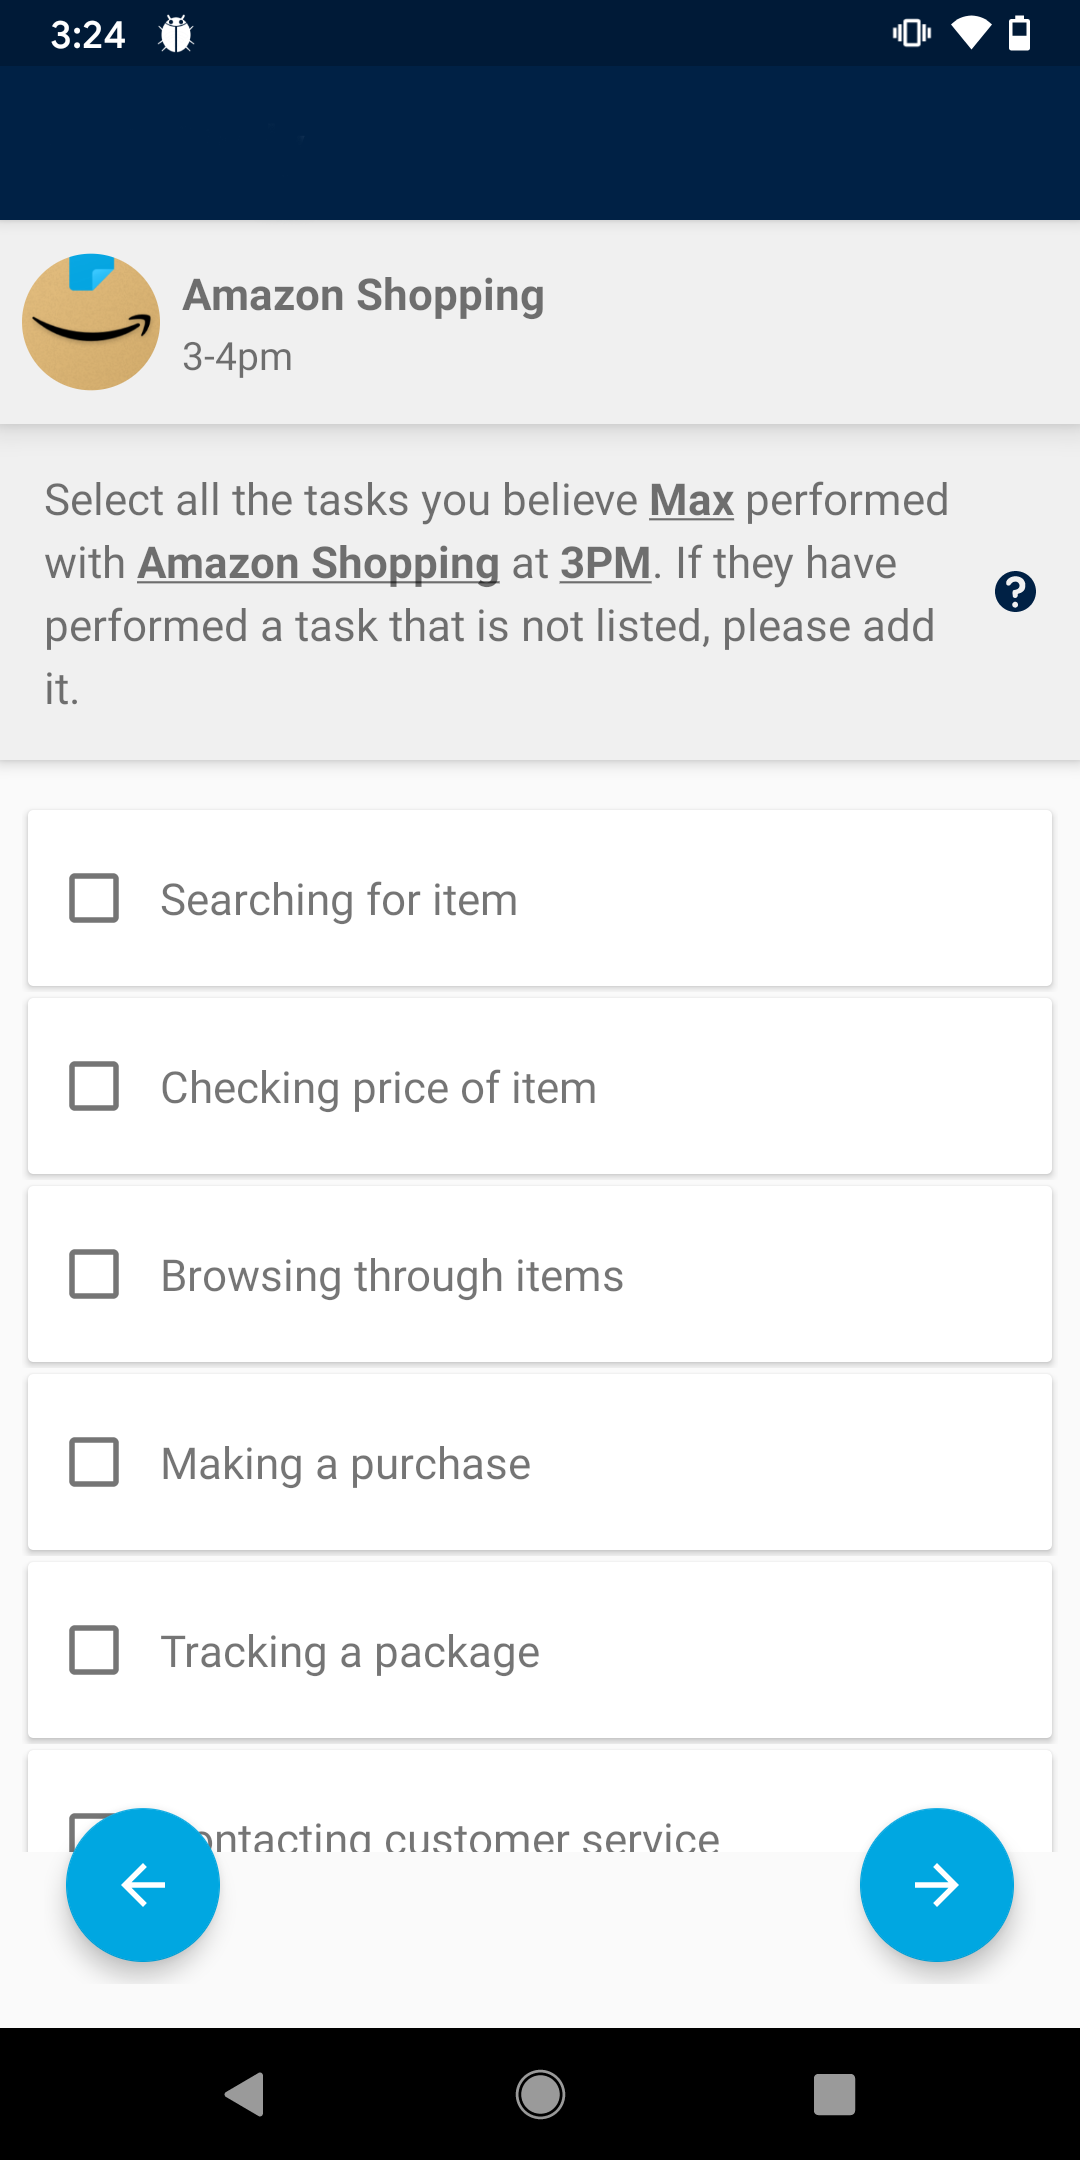 3:24
Amazon Shopping
3-4pm
Select all the tasks you believe Max performed
with Amazon Shopping at 3PM. If they have
performed a task that is not listed, please add
it.
?
Searching for item
Checking price of item
Browsing through items
Making a purchase
Tracking a package
ontacting customer service